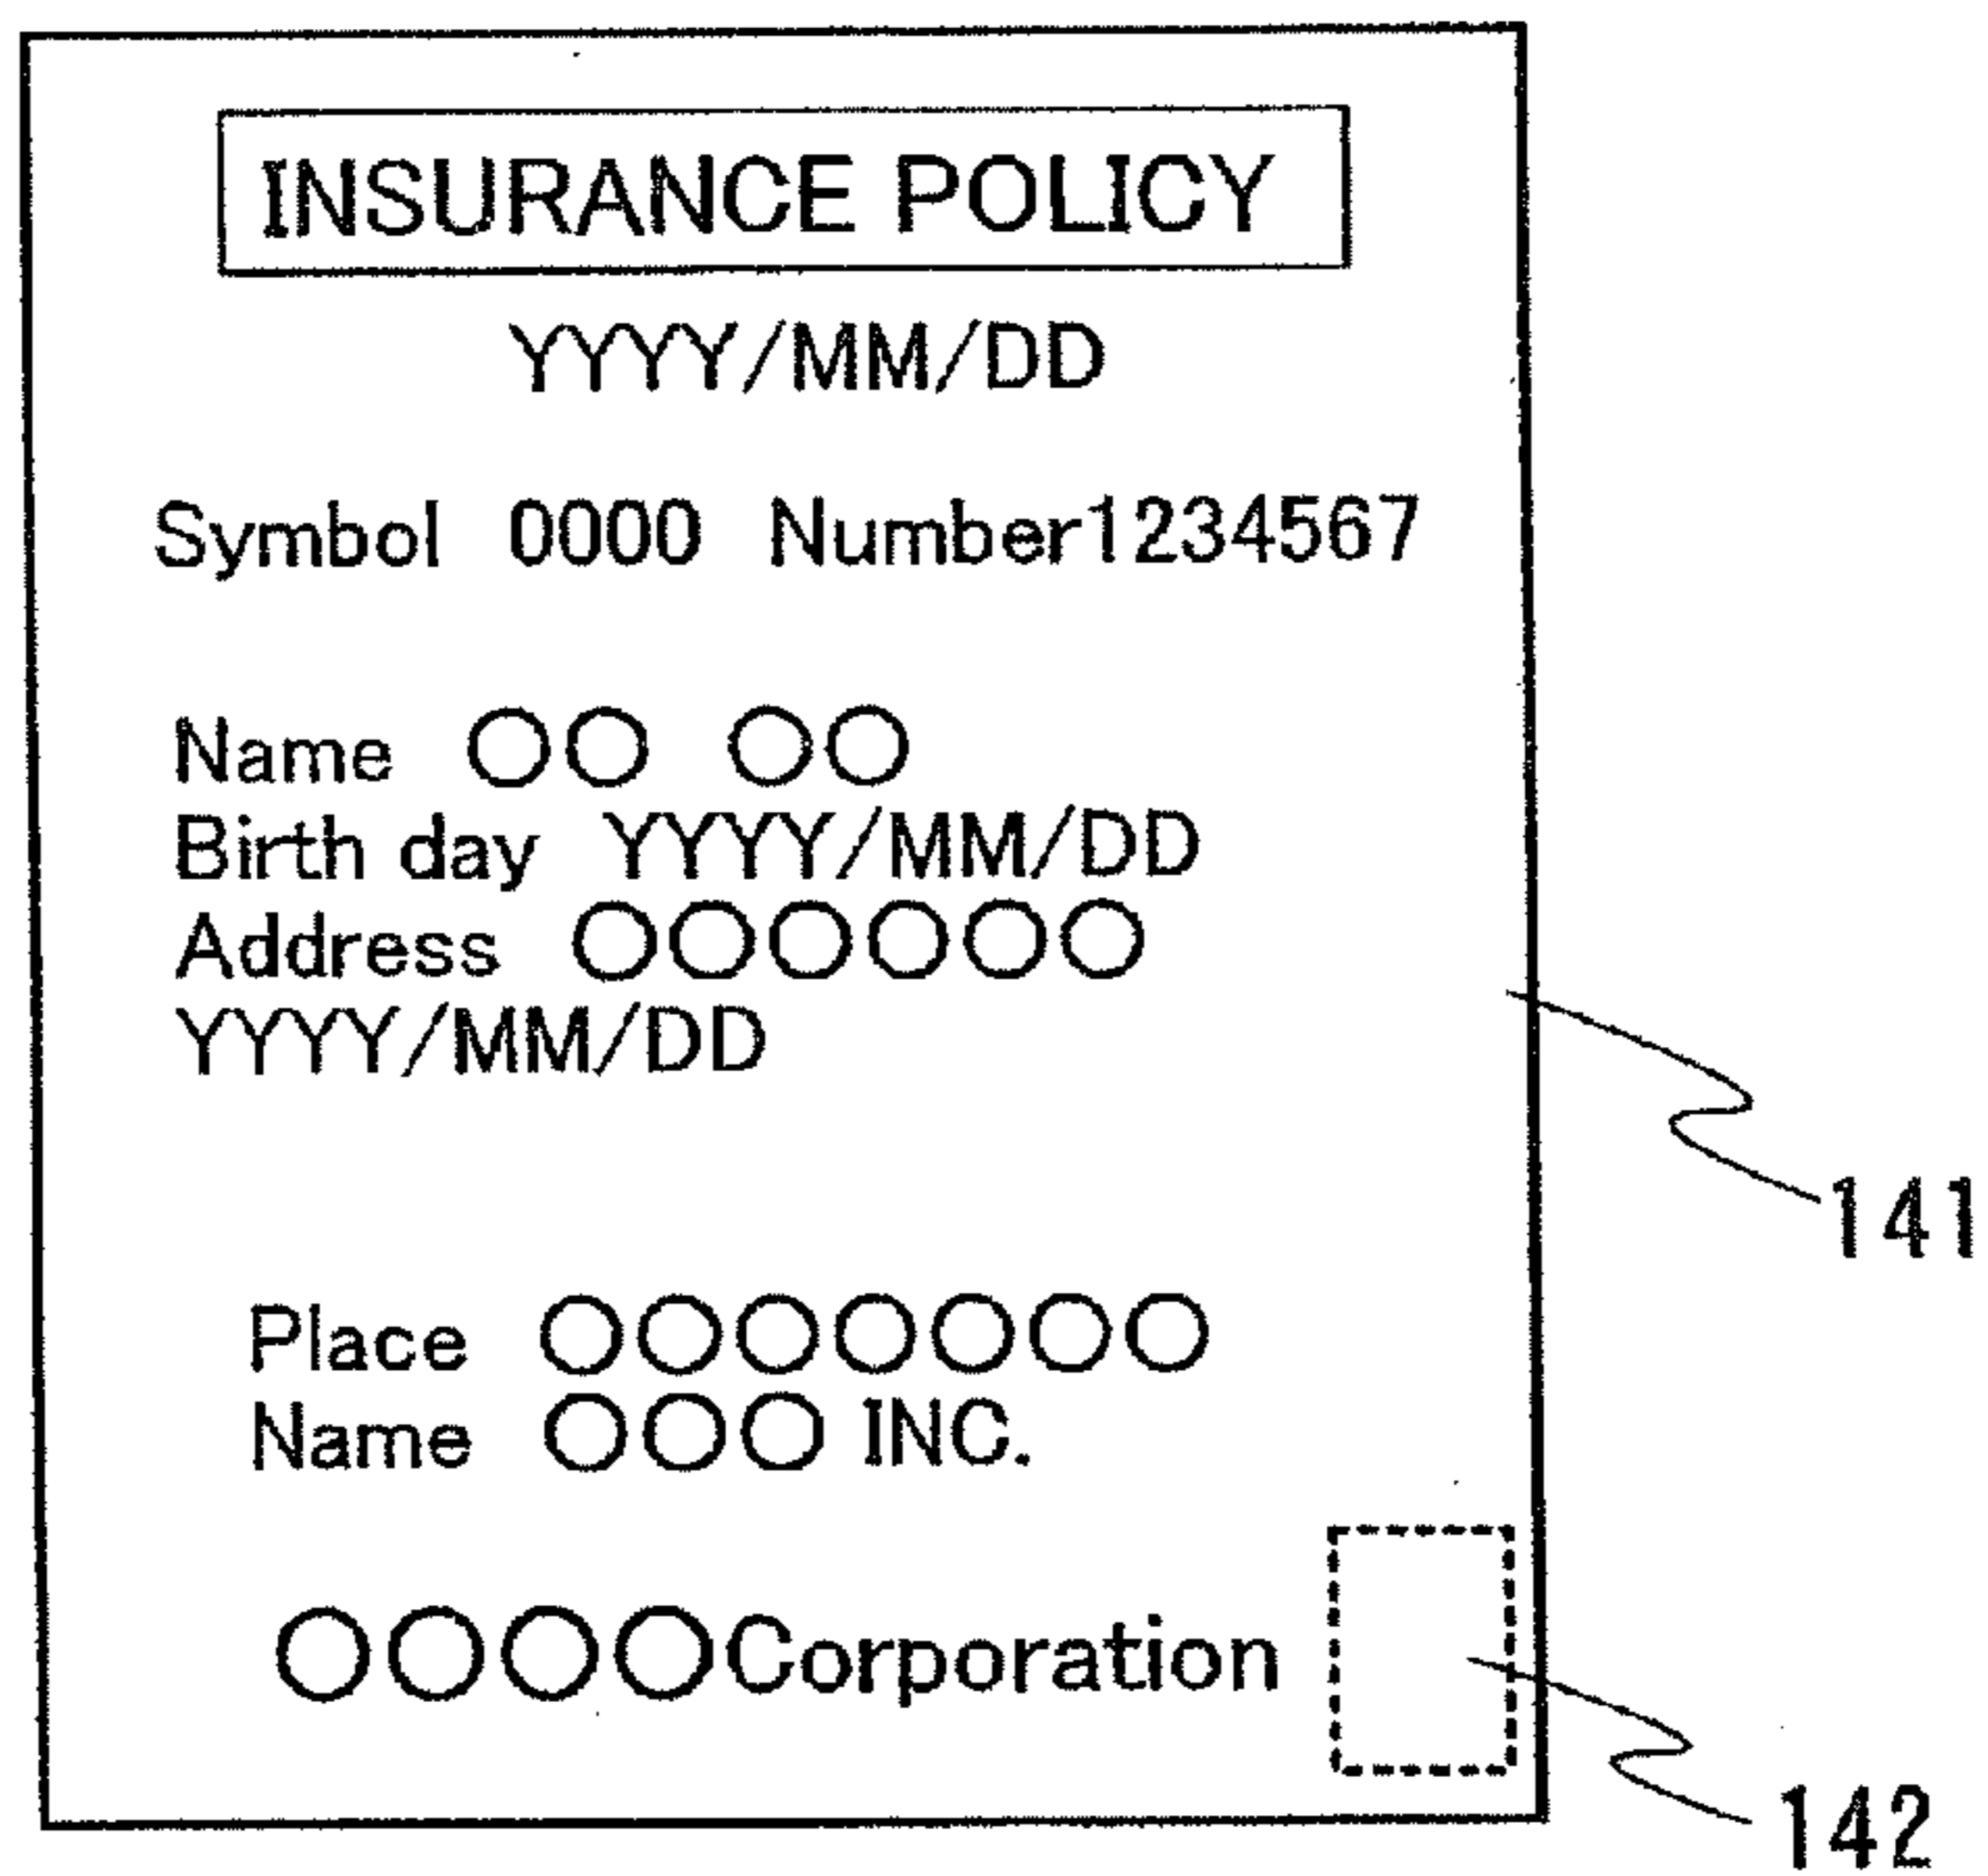 INSURANCE POLICY
YYYY/MM/DD
Symbol 0000 Number1234567
Name ○○ ○○
Birth day YYYY/MM/DD
Address ○○○○○○
YYYY/MM/DD
141
Place ○○○○○○○
Name ○○○ INC.
○○○○Corporation
142